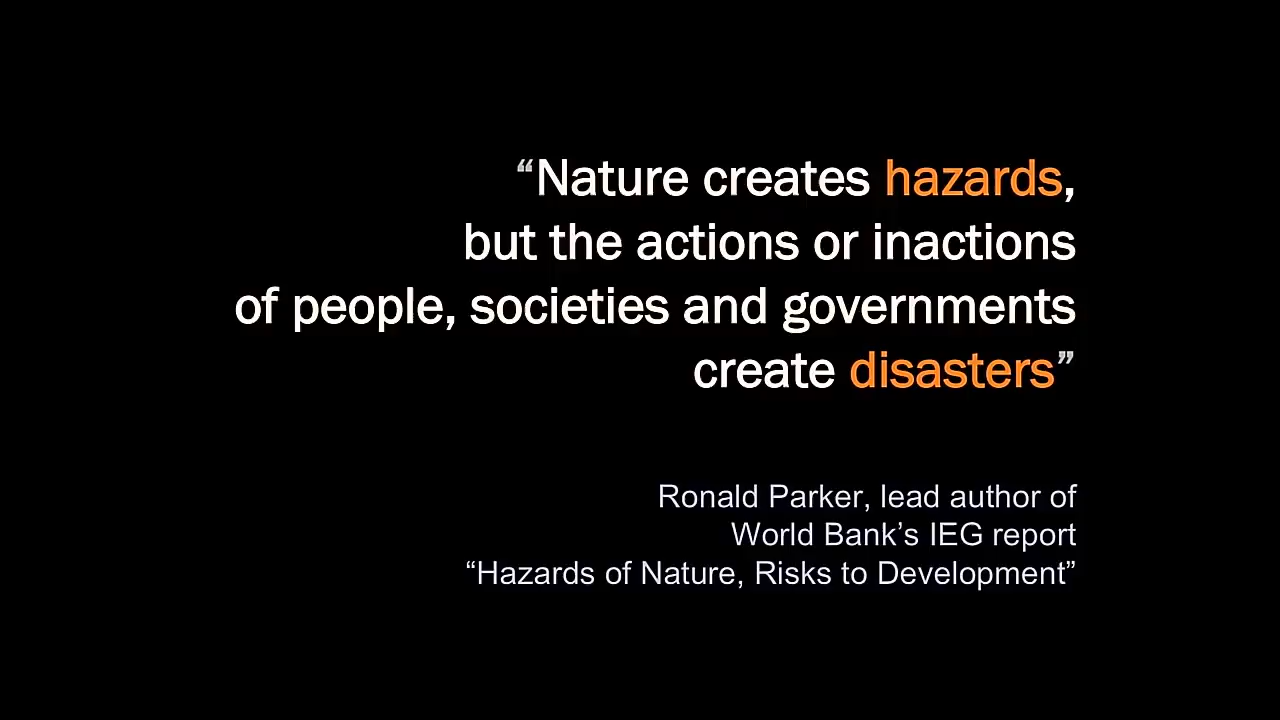 “Nature creates hazards,
but the actions or inactions
of people, societies and governments
create disasters”
Ronald Parker, lead author of
World Bank’s IEG report
“Hazards of Nature, Risks to Development”